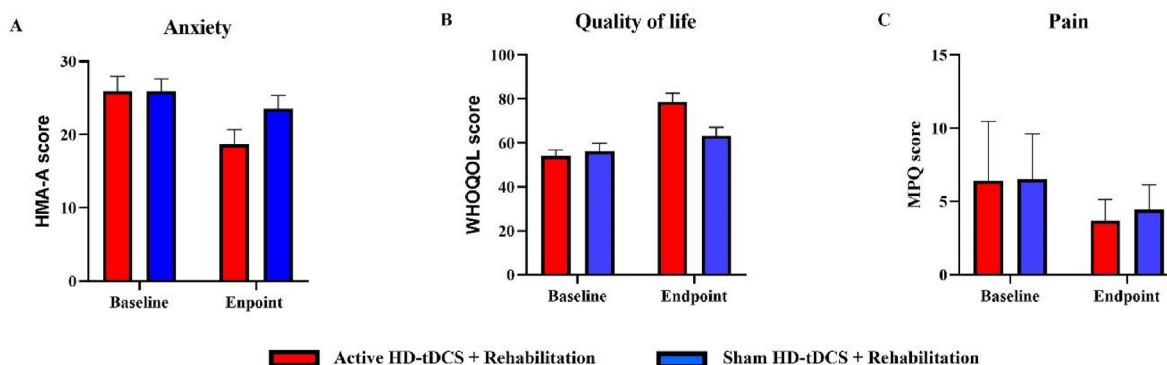 A
Anxiety
HMA-A score
30
20
10
0
Baseline
Enpoint
B
Quality of life
WHOQOL score
100
80
60
40
20
0
Baseline
Endpoint
C
Pain
MPQ score
15
10
5
0
Baseline
Endpoint
Active HD-tDCS + Rehabilitation
Sham HD-tDCS + Rehabilitation